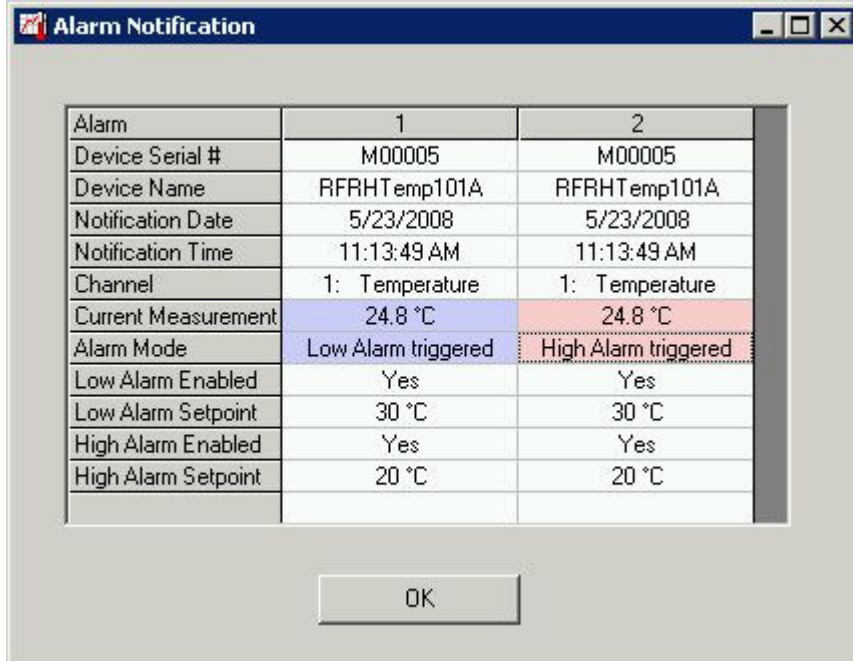 Alarm Notification
Alarm 1 2
Device Serial # M00005 M00005
Device Name RFRHTemp101A RFRHTemp101A
Notification Date 5/23/2008 5/23/2008
Notification Time 11:13:49 AM 11:13:49 AM
Channel 1: Temperature 1: Temperature
Current Measurement 24.8 °C 24.8 °C
Alarm Mode Low Alarm triggered High Alarm triggered
Low Alarm Enabled Yes Yes
Low Alarm Setpoint 30 °C 30 °C
High Alarm Enabled Yes Yes
High Alarm Setpoint 20 °C 20 °C
OK